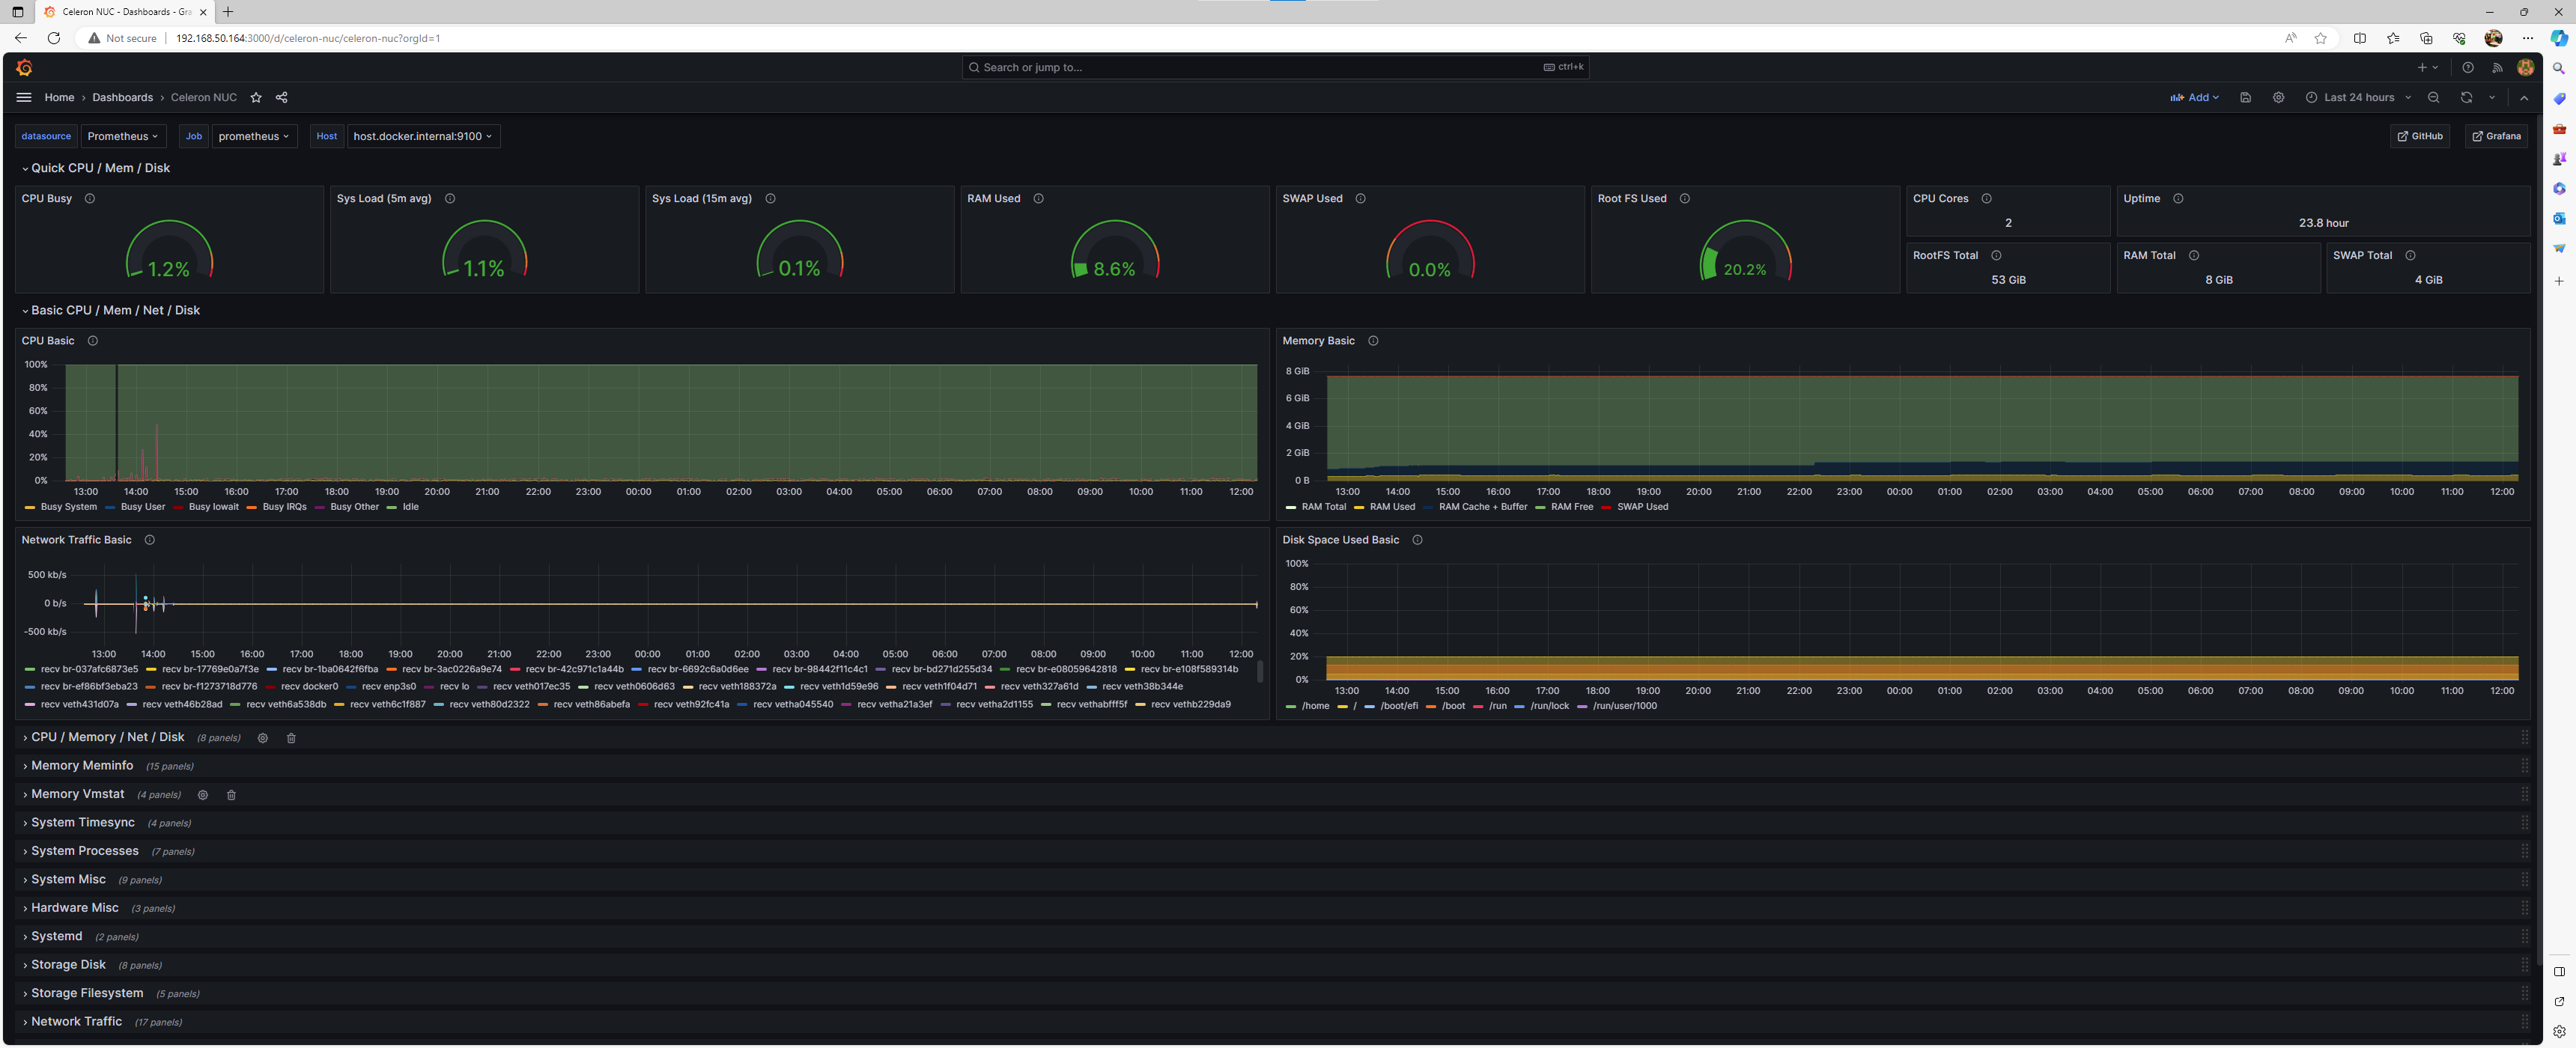 Celeron NUC - Dashboards - Gra
Not secure 192.168.50.164:3000/d/celeron-nuc/celeron-nuc?orgId=1
Search or jump to... ctrl+k
Home › Dashboards › Celeron NUC Add Last 24 hours
datasource Prometheus Job prometheus Host host.docker.internal:9100 GitHub Grafana
Quick CPU / Mem / Disk
CPU Busy Sys Load (5m avg) Sys Load (15m avg) RAM Used SWAP Used Root FS Used CPU Cores Uptime
2 23.8 hour
RootFS Total RAM Total SWAP Total
1.2% 1.1% 0.1% 8.6% 0.0% 20.2% 53 GiB 8 GiB 4 GiB
Basic CPU / Mem / Net / Disk
CPU Basic
100%
80%
60%
40%
20%
0%
13:00 14:00 15:00 16:00 17:00 18:00 19:00 20:00 21:00 22:00 23:00 00:00 01:00 02:00 03:00 04:00 05:00 06:00 07:00 08:00 09:00 10:00 11:00 12:00
Busy System Busy User Busy Iowait Busy IRQs Busy Other Idle
Memory Basic
8 GiB
6 GiB
4 GiB
2 GiB
0 B
13:00 14:00 15:00 16:00 17:00 18:00 19:00 20:00 21:00 22:00 23:00 00:00 01:00 02:00 03:00 04:00 05:00 06:00 07:00 08:00 09:00 10:00 11:00 12:00
RAM Total RAM Used RAM Cache + Buffer RAM Free SWAP Used
Network Traffic Basic
500 kb/s
0 b/s
-500 kb/s
13:00 14:00 15:00 16:00 17:00 18:00 19:00 20:00 21:00 22:00 23:00 00:00 01:00 02:00 03:00 04:00 05:00 06:00 07:00 08:00 09:00 10:00 11:00 12:00
recv br-037afc6873e5 recv br-17769e0a7f3e recv br-1ba0642f6fba recv br-3ac0226a9e74 recv br-42c971c1a44b recv br-6692c6a0d6ee recv br-98442f11c4c1 recv br-bd271d255d34 recv br-e08059642818 recv br-e108f589314b
recv br-ef86bf3eba23 recv br-f1273718d776 recv docker0 recv enp3s0 recv lo recv veth017ec35 recv veth0606d63 recv veth188372a recv veth1d59e96 recv veth1f04d71 recv veth327a61d recv veth38b344e
recv veth431d07a recv veth46b28ad recv veth6a538db recv veth6c1f887 recv veth80d2322 recv veth86abefa recv veth92fc41a recv vetha045540 recv vetha21a3ef recv vetha2d1155 recv vethabfff5f recv vethb229da9
Disk Space Used Basic
100%
80%
60%
40%
20%
0%
13:00 14:00 15:00 16:00 17:00 18:00 19:00 20:00 21:00 22:00 23:00 00:00 01:00 02:00 03:00 04:00 05:00 06:00 07:00 08:00 09:00 10:00 11:00 12:00
/home / /boot/efi /boot /run /run/lock /run/user/1000
CPU / Memory / Net / Disk (8 panels)
Memory Meminfo (15 panels)
Memory Vmstat (4 panels)
System Timesync (4 panels)
System Processes (7 panels)
System Misc (9 panels)
Hardware Misc (3 panels)
Systemd (2 panels)
Storage Disk (8 panels)
Storage Filesystem (5 panels)
Network Traffic (17 panels)